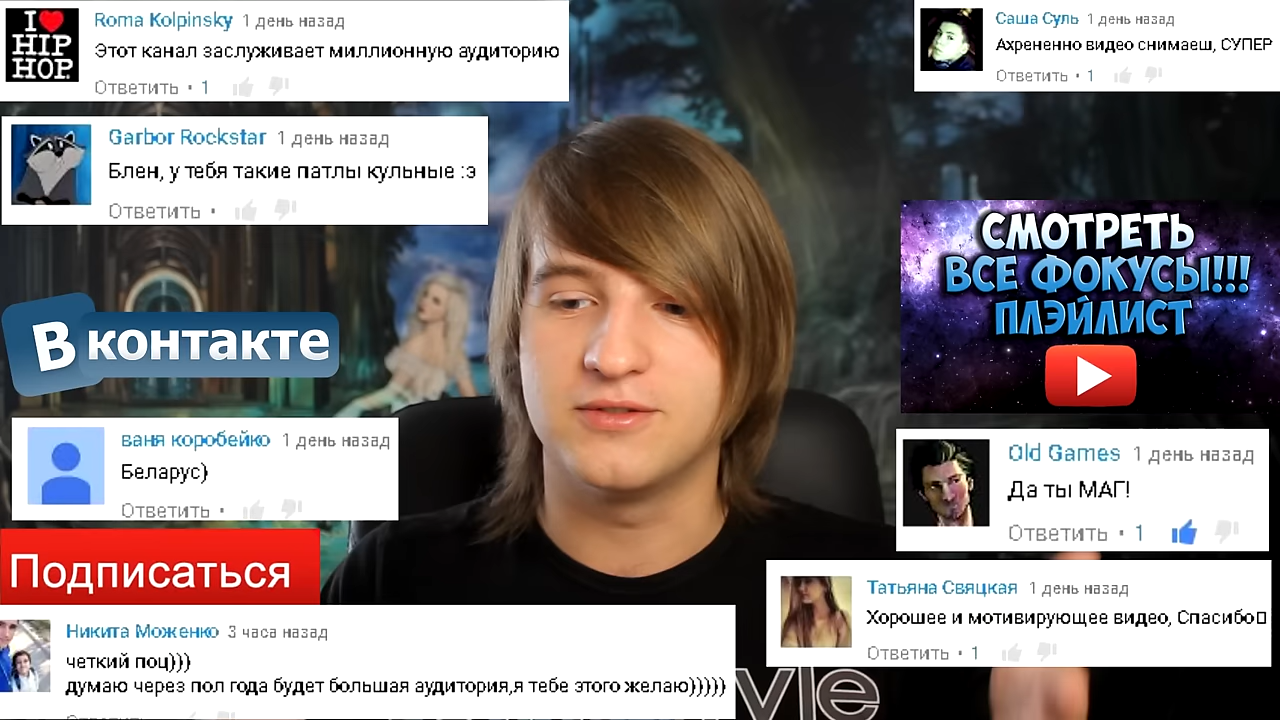 I ❤ HIP HOP.
Roma Kolpinsky 1 день назад
Этот канал заслуживает миллионную аудиторию
Ответить • 1
Саша Суль 1 день назад
Ахрененно видео снимаеш, СУПЕР
Ответить • 1
Garbor Rockstar 1 день назад
Блен, у тебя такие патлы кульные :э
Ответить •
СМОТРЕТЬ
ВСЕ ФОКУСЫ!!!
ПЛЭЙЛИСТ
В контакте
ваня коробейко 1 день назад
Беларус)
Ответить •
Old Games 1 день назад
Да ты МАГ!
Ответить • 1
Подписаться
Татьяна Свяцкая 1 день назад
Хорошее и мотивирующее видео, Спасибо
Ответить • 1
Никита Моженко 3 часа назад
четкий поц)))
думаю через пол года будет большая аудитория,я тебе этого желаю)))))
vie